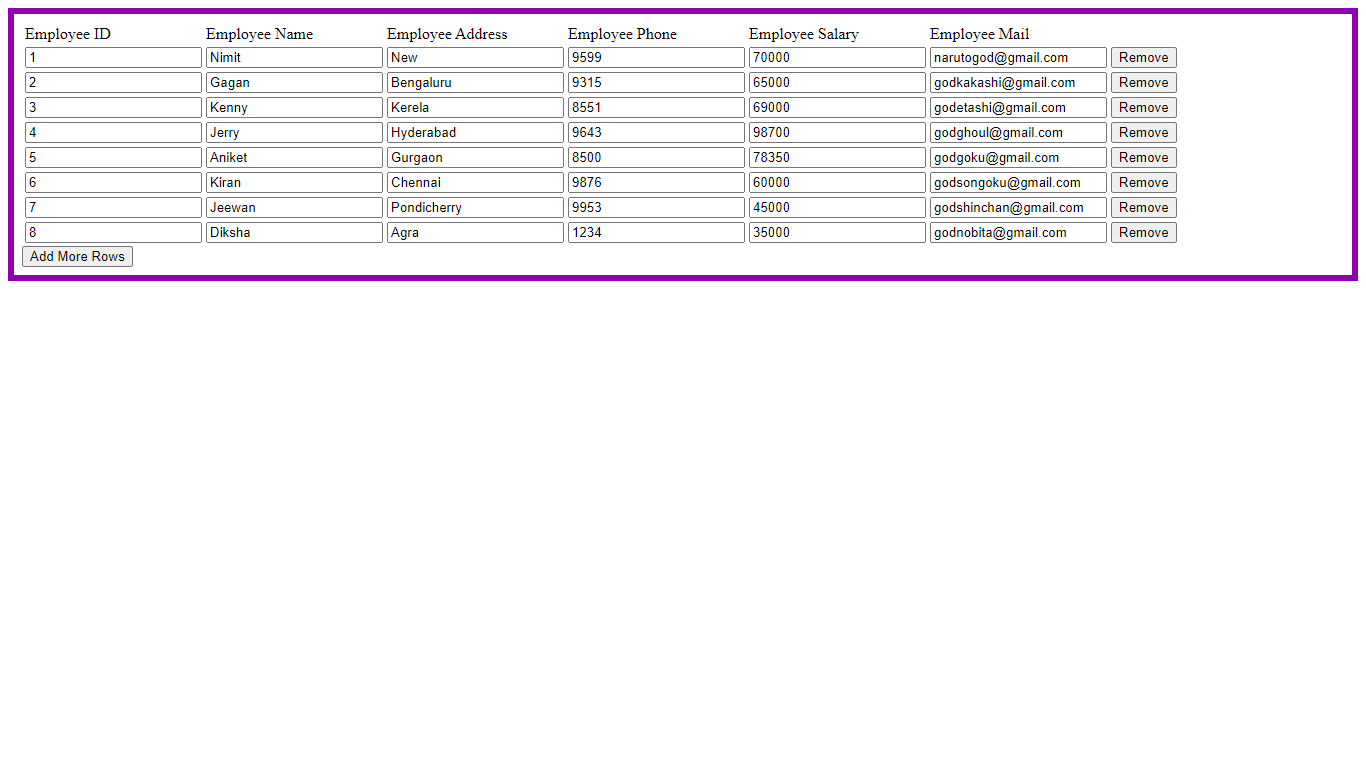 Employee ID Employee Name Employee Address Employee Phone Employee Salary Employee Mail
1 Nimit New 9599 70000 narutogod@gmail.com Remove
2 Gagan Bengaluru 9315 65000 godkakashi@gmail.com Remove
3 Kenny Kerela 8551 69000 godetashi@gmail.com Remove
4 Jerry Hyderabad 9643 98700 godghoul@gmail.com Remove
5 Aniket Gurgaon 8500 78350 godgoku@gmail.com Remove
6 Kiran Chennai 9876 60000 godsongoku@gmail.com Remove
7 Jeewan Pondicherry 9953 45000 godshinchan@gmail.com Remove
8 Diksha Agra 1234 35000 godnobita@gmail.com Remove
Add More Rows